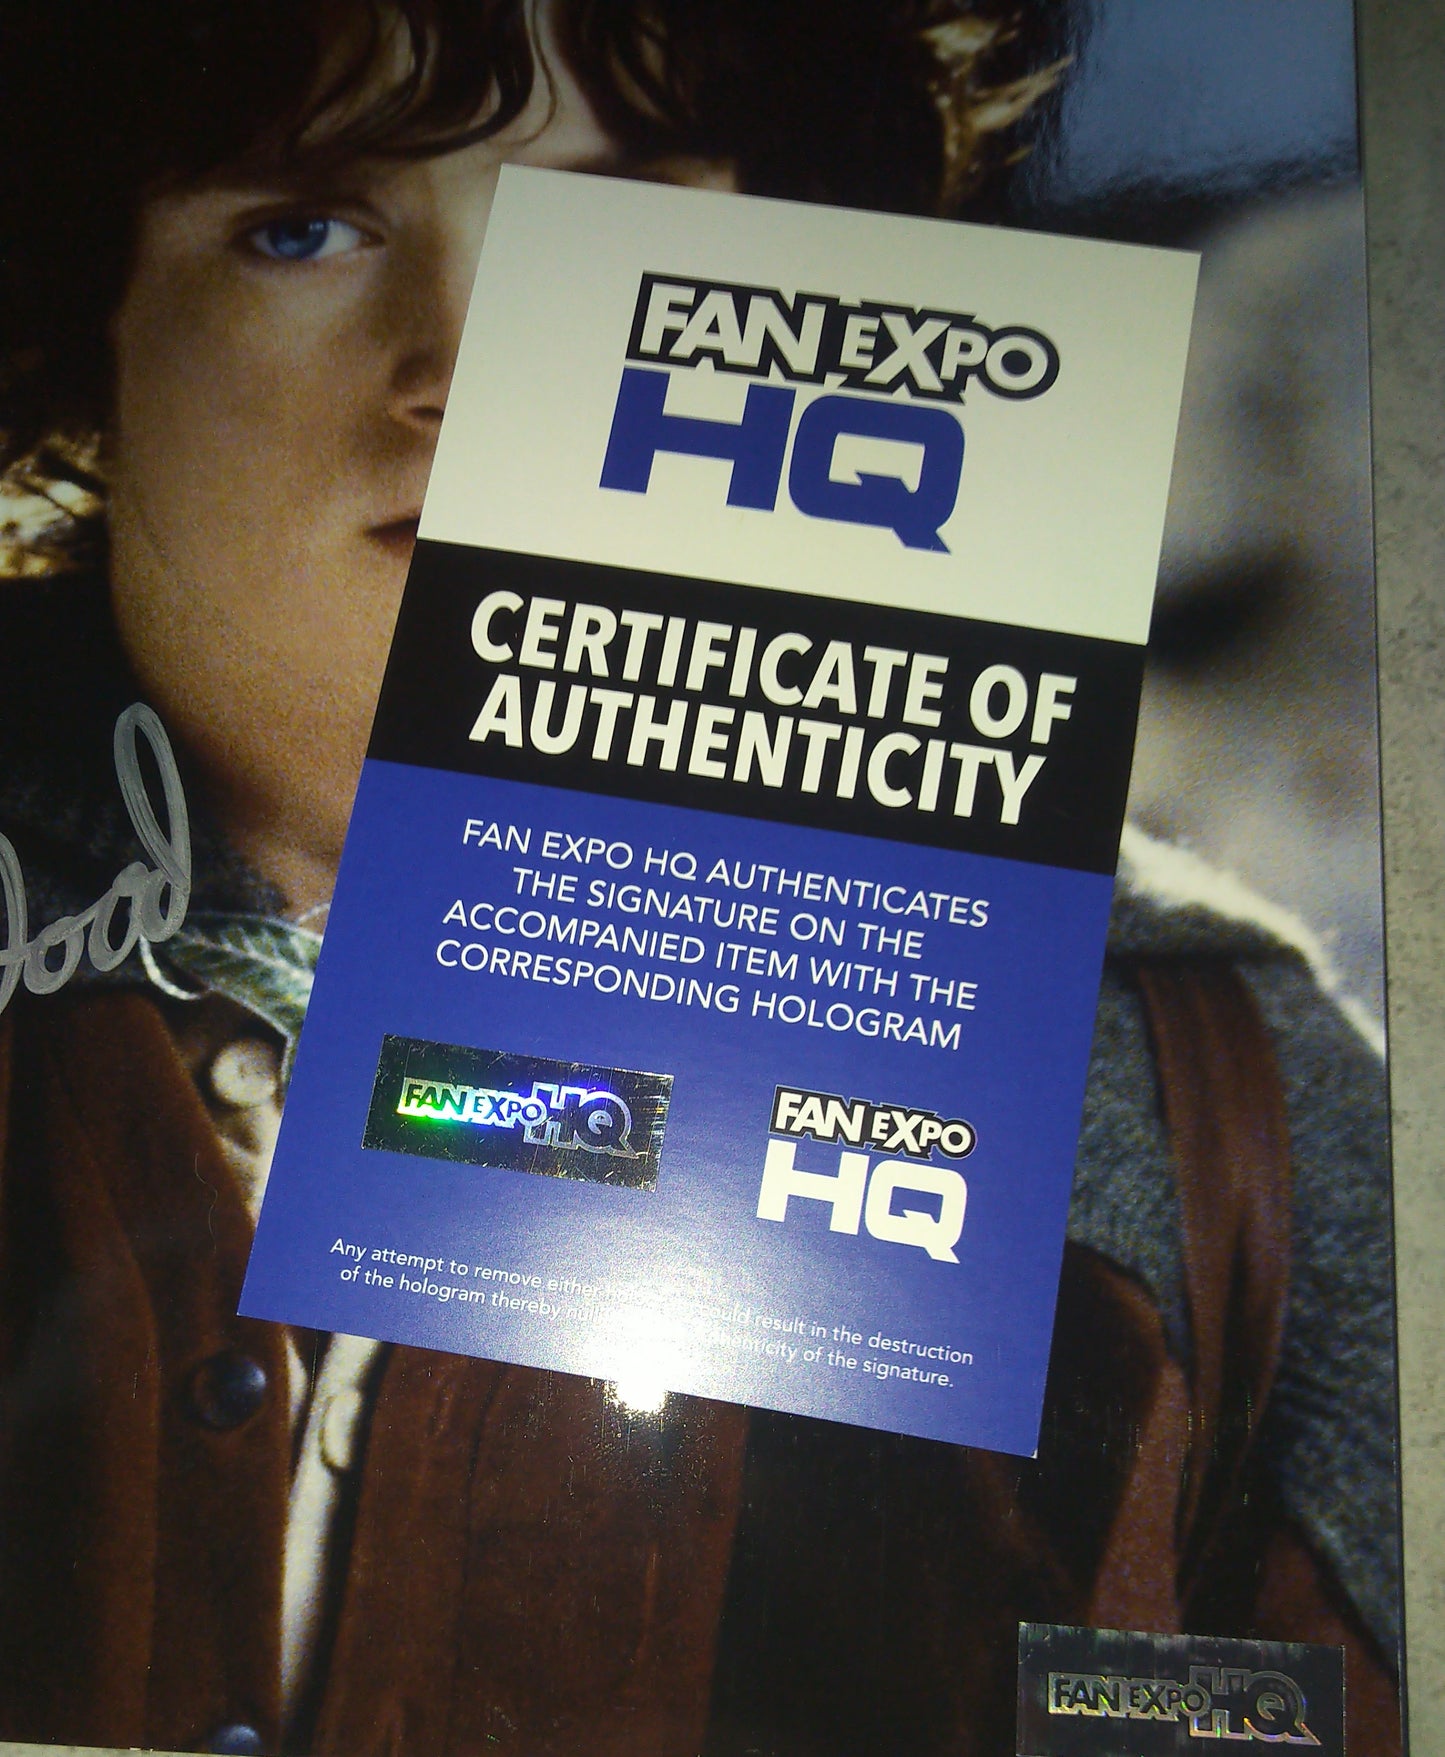 FAN EXPO
HQ
CERTIFICATE OF
AUTHENTICITY
FAN EXPO HQ AUTHENTICATES
THE SIGNATURE ON THE
ACCOMPANIED ITEM WITH THE
CORRESPONDING HOLOGRAM
FAN EXPO HQ
FAN EXPO
HQ
Any attempt to remove either result in the destruction
of the hologram thereby of the signature.
ood
FAN EXPO HQ